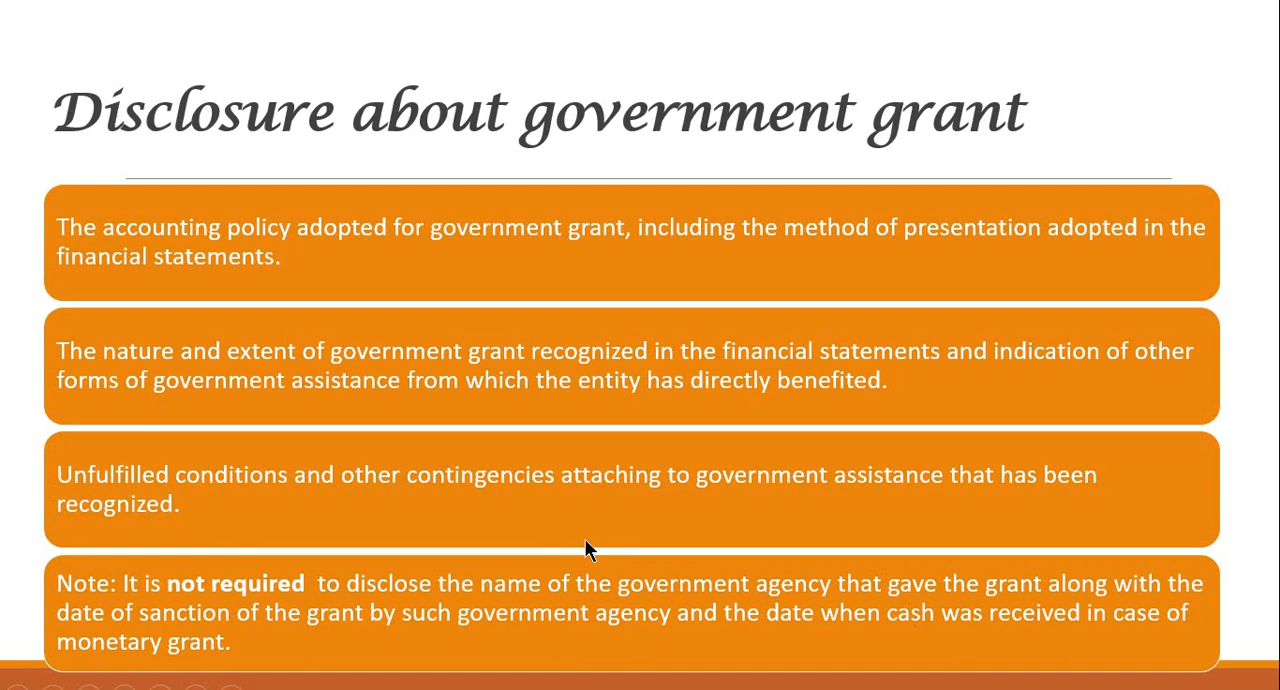 Disclosure about government grant
The accounting policy adopted for government grant, including the method of presentation adopted in the
financial statements.
The nature and extent of government grant recognized in the financial statements and indication of other
forms of government assistance from which the entity has directly benefited.
Unfulfilled conditions and other contingencies attaching to government assistance that has been
recognized.
Note: It is not required to disclose the name of the government agency that gave the grant along with the
date of sanction of the grant by such government agency and the date when cash was received in case of
monetary grant.